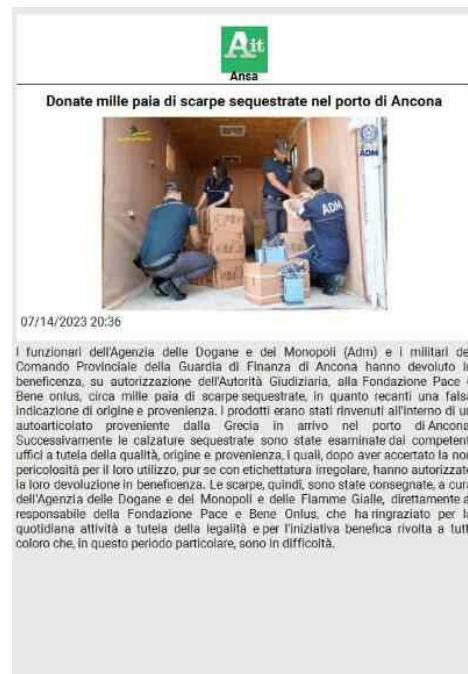 Ait
Ansa
Donate mille paia di scarpe sequestrate nel porto di Ancona
ADM
ADM
07/14/2023 20:36
I funzionari dell'Agenzia delle Dogane e dei Monopoli (Adm) e i militari de
Comando Provinciale della Guardia di Finanza di Ancona hanno devoluto i
beneficenza, su autorizzazione dell'Autorità Giudiziaria, alla Fondazione Pace
Bene onlus, circa mille paia di scarpe sequestrate, in quanto recanti una fals
indicazione di origine e provenienza. I prodotti erano stati rinvenuti all'interno di u
autoarticolato proveniente dalla Grecia in arrivo nel porto di Ancona
Successivamente le calzature sequestrate sono state esaminate dai competent
uffici a tutela della qualità, origine e provenienza, i quali, dopo aver accertato la non
pericolosità per il loro utilizzo, pur se con etichettatura irregolare, hanno autorizzato
la loro devoluzione in beneficenza. Le scarpe, quindi, sono state consegnate, a cura
dell'Agenzia delle Dogane e dei Monopoli e delle Fiamme Gialle, direttamente a
responsabile della Fondazione Pace e Bene Onlus, che ha ringraziato per la
quotidiana attività a tutela della legalità e per l'iniziativa benefica rivolta a tutt
coloro che, in questo periodo particolare, sono in difficoltà.